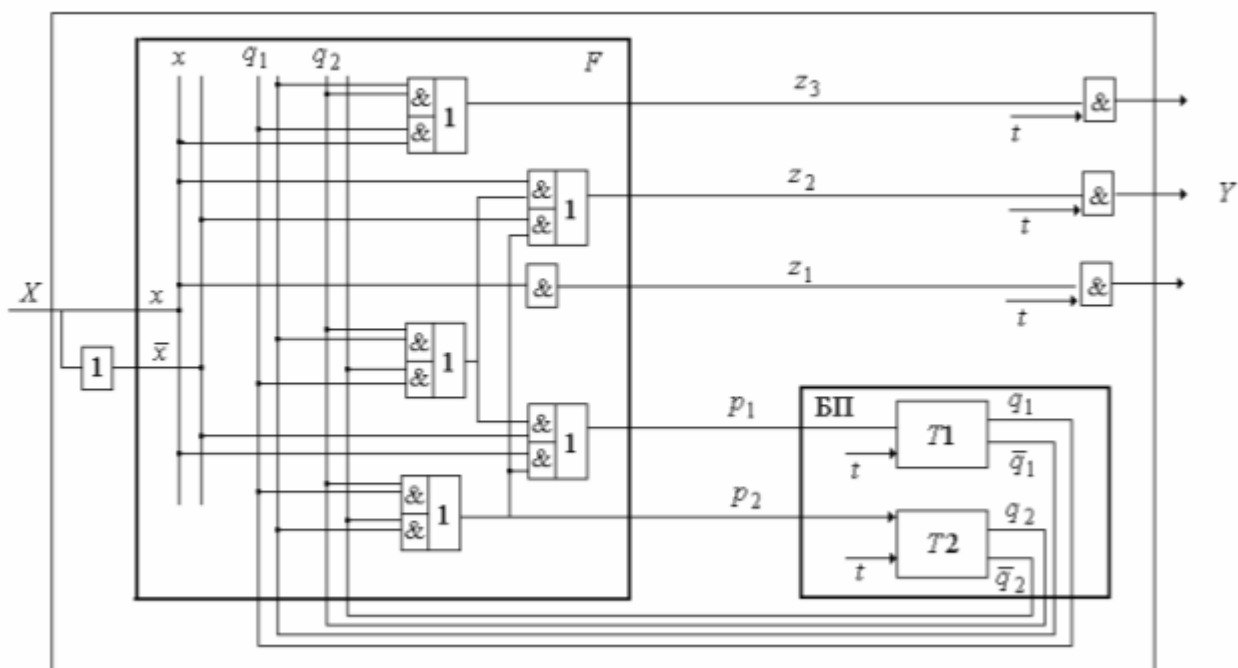 x q₁ q₂ F
&
& 1
z₃
&
t
&
& 1
z₂
&
t
Y
&
z₁
&
t
X
x
1
x̄
&
& 1
&
& 1
p₁
БП
T1
q₁
q̄₁
t
&
& 1
p₂
T2
q₂
q̄₂
t